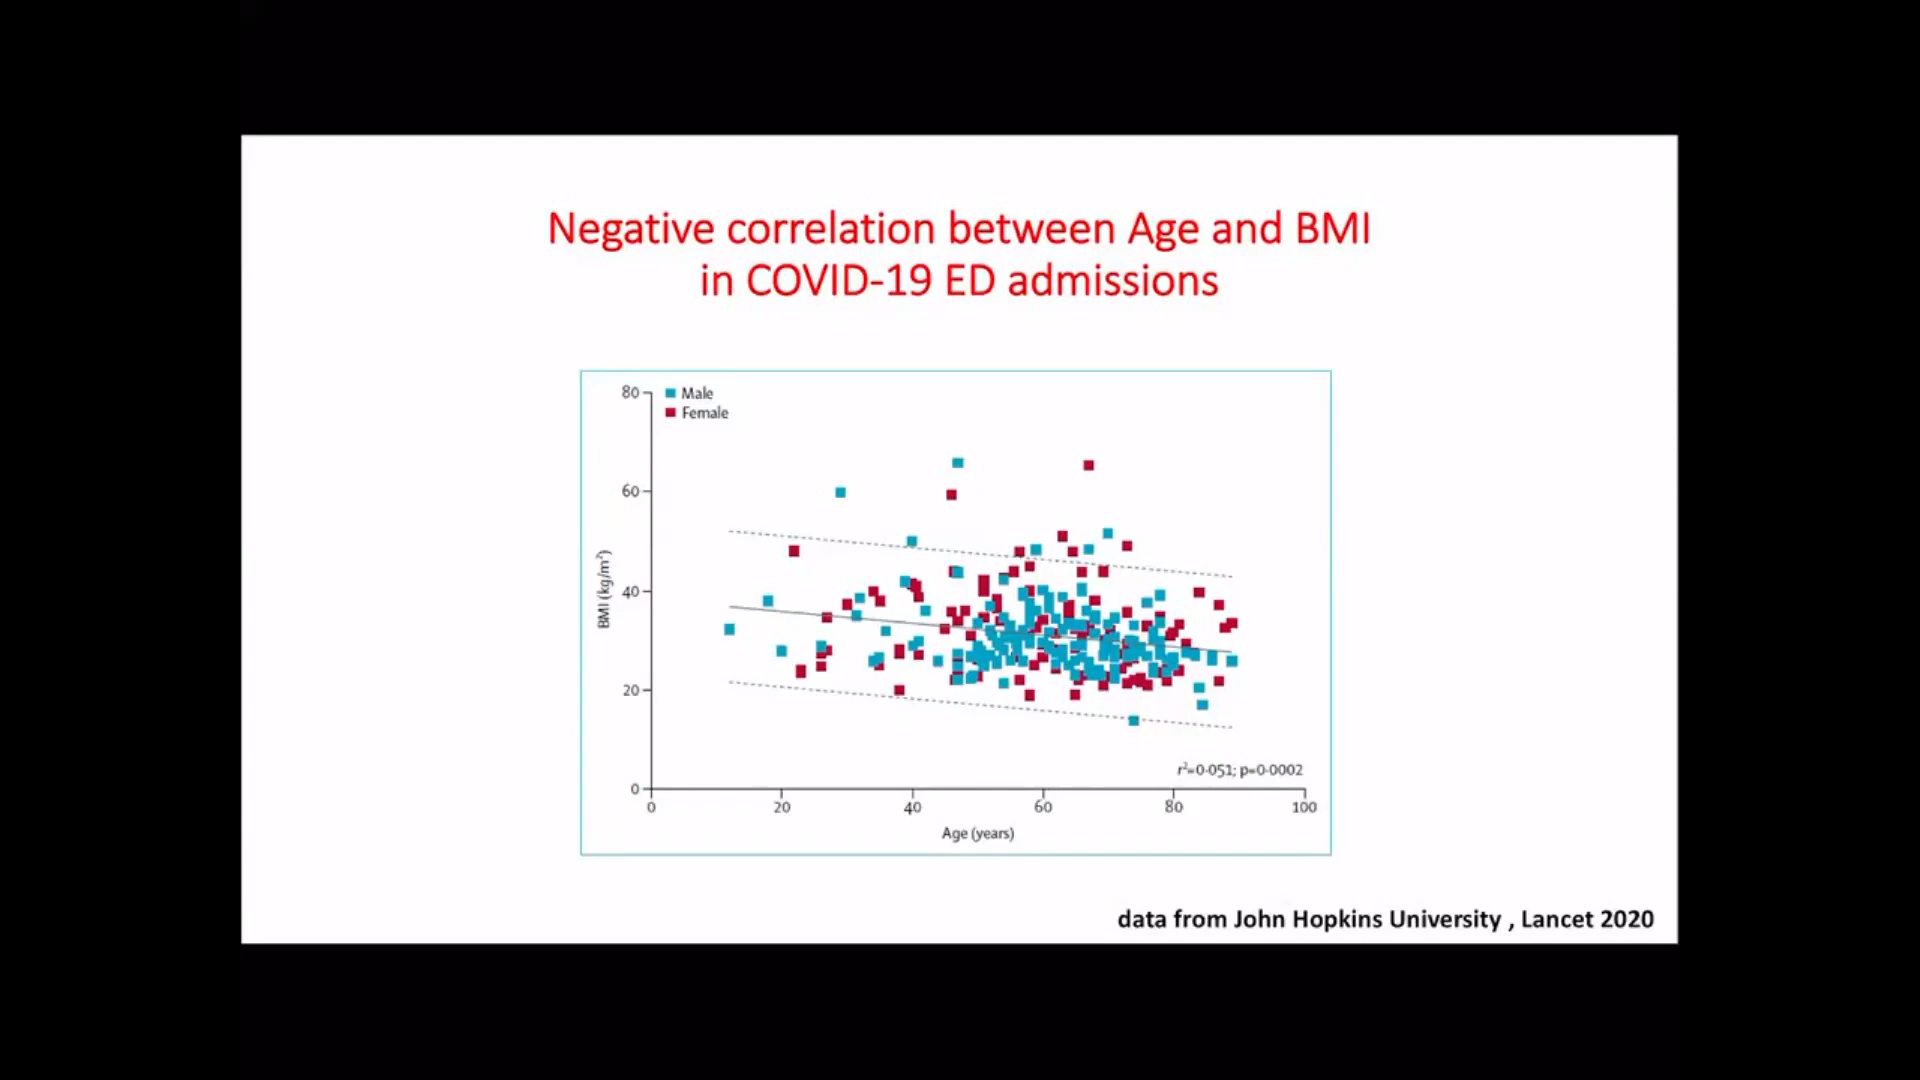 Negative correlation between Age and BMI
in COVID-19 ED admissions
80
Male
Female
60
40
20
0
BMI (kg/m²)
r²=0·051; p=0·0002
0 20 40 60 80 100
Age (years)
data from John Hopkins University , Lancet 2020